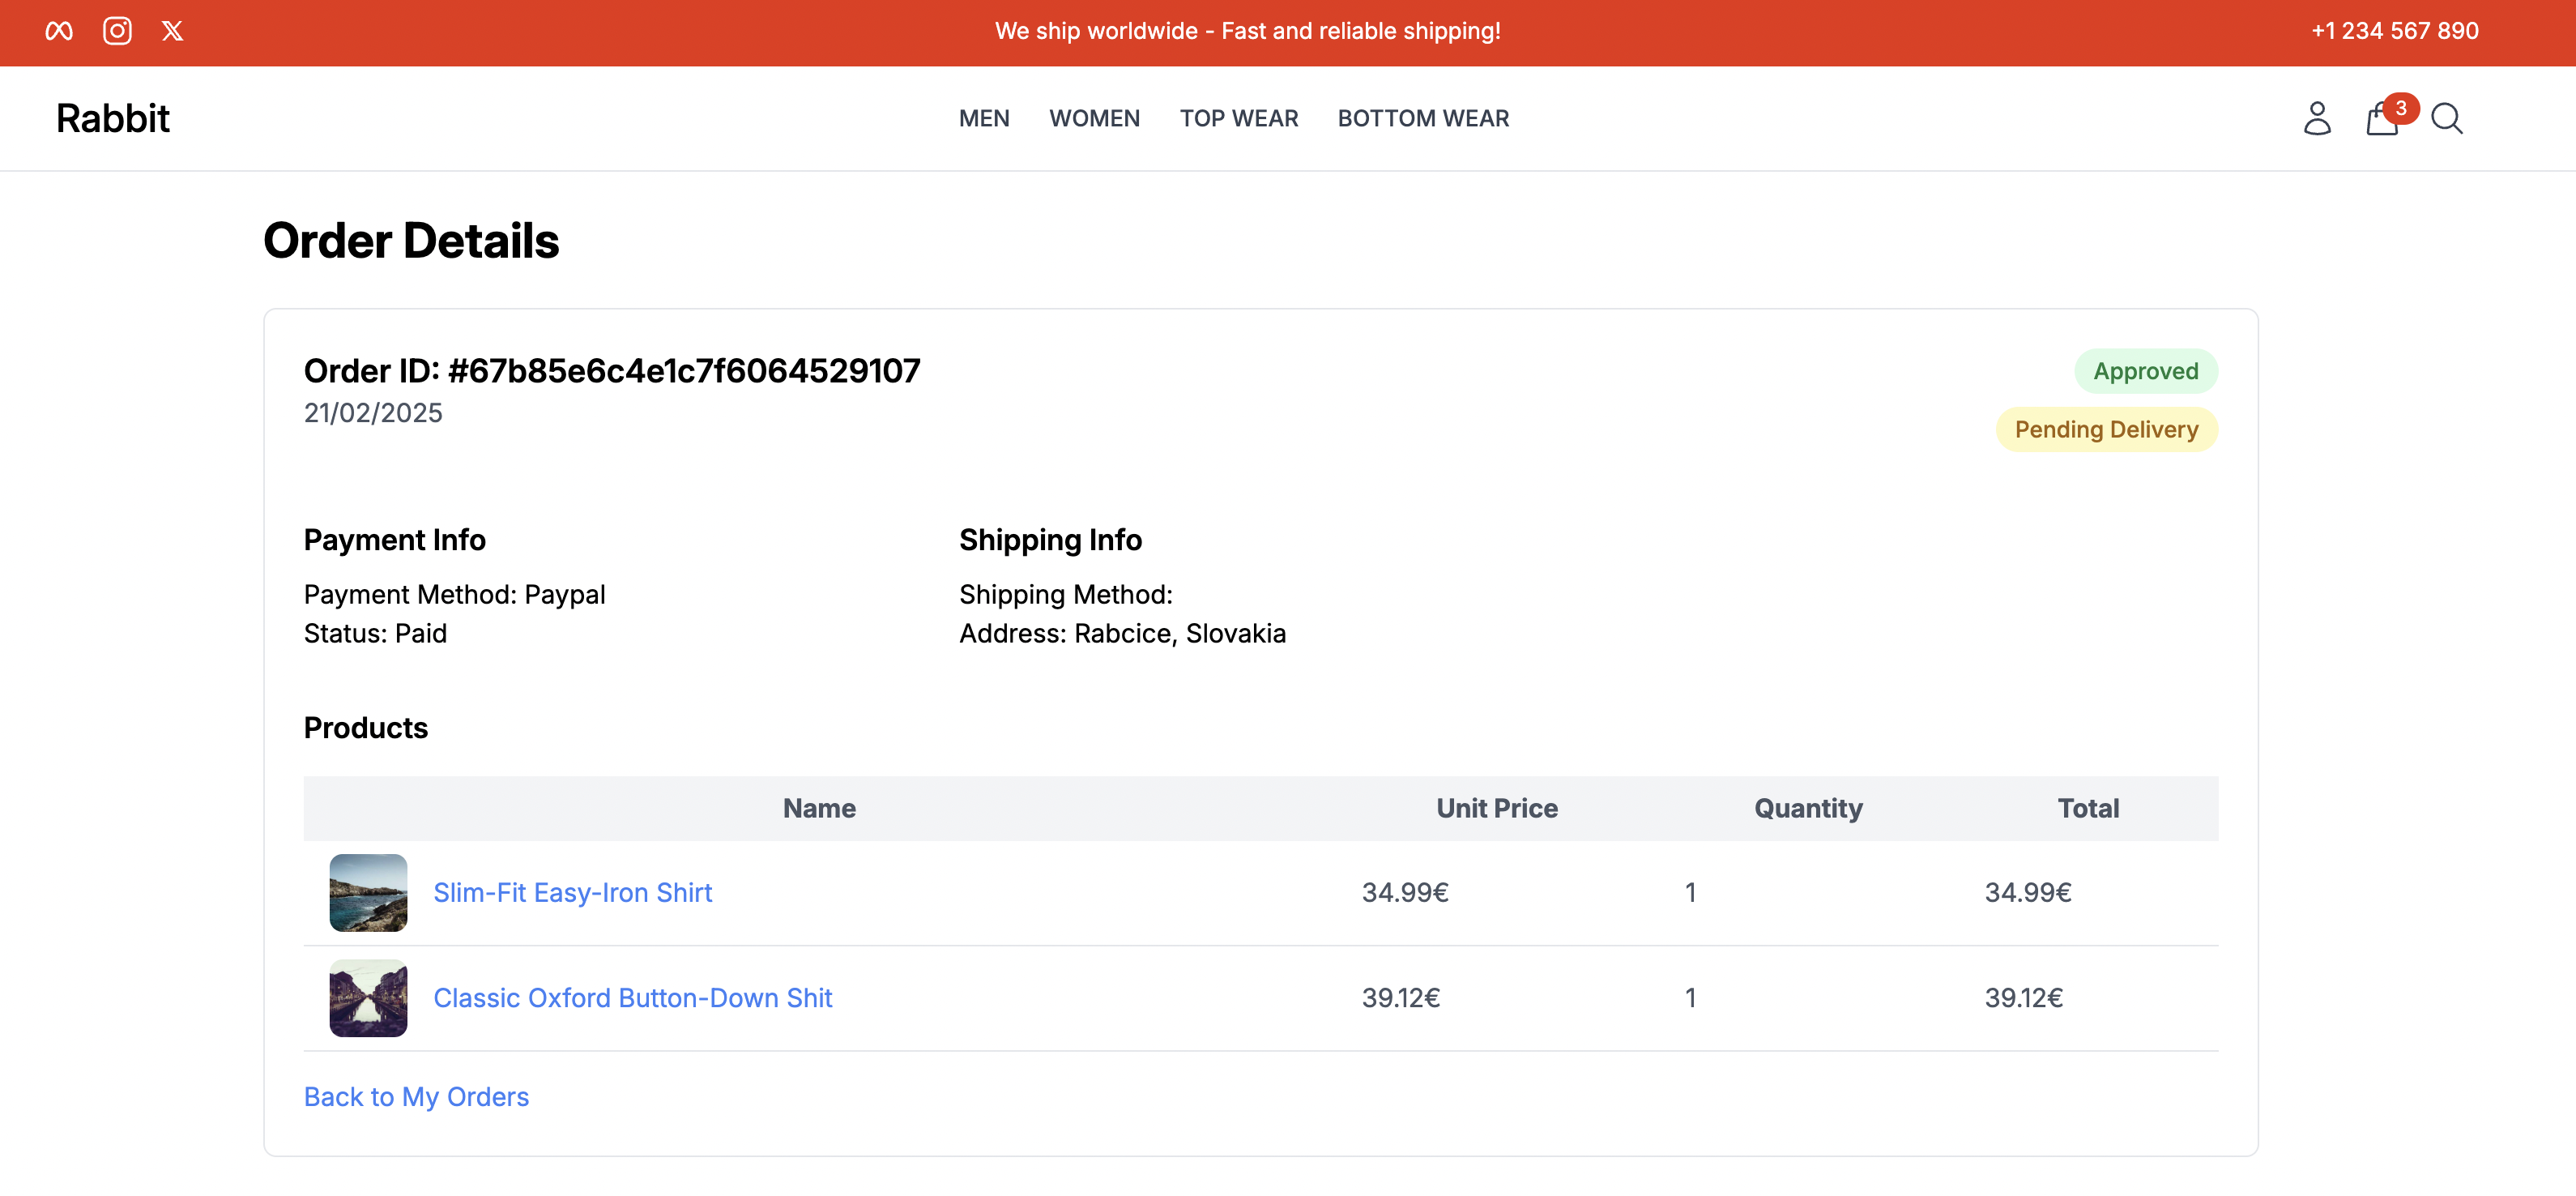 We ship worldwide - Fast and reliable shipping!
+1 234 567 890
Rabbit
MEN
WOMEN
TOP WEAR
BOTTOM WEAR
3
Order Details
Order ID: #67b85e6c4e1c7f6064529107
Approved
21/02/2025
Pending Delivery
Payment Info
Payment Method: Paypal
Status: Paid
Shipping Info
Shipping Method:
Address: Rabcice, Slovakia
Products
Name Unit Price Quantity Total
Slim-Fit Easy-Iron Shirt 34.99€ 1 34.99€
Classic Oxford Button-Down Shit 39.12€ 1 39.12€
Back to My Orders